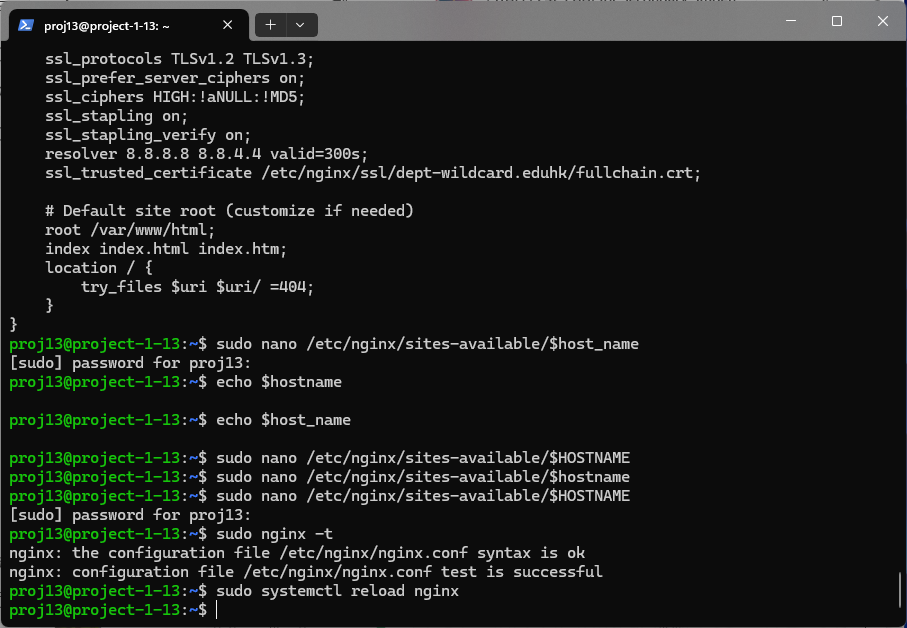 proj13@project-1-13: ~
ssl_protocols TLSv1.2 TLSv1.3;
ssl_prefer_server_ciphers on;
ssl_ciphers HIGH:!aNULL:!MD5;
ssl_stapling on;
ssl_stapling_verify on;
resolver 8.8.8.8 8.8.4.4 valid=300s;
ssl_trusted_certificate /etc/nginx/ssl/dept-wildcard.eduhk/fullchain.crt;
# Default site root (customize if needed)
root /var/www/html;
index index.html index.htm;
location / {
try_files $uri $uri/ =404;
}
}
proj13@project-1-13:~$ sudo nano /etc/nginx/sites-available/$host_name
[sudo] password for proj13:
proj13@project-1-13:~$ echo $hostname
proj13@project-1-13:~$ echo $host_name
proj13@project-1-13:~$ sudo nano /etc/nginx/sites-available/$HOSTNAME
proj13@project-1-13:~$ sudo nano /etc/nginx/sites-available/$hostname
proj13@project-1-13:~$ sudo nano /etc/nginx/sites-available/$HOSTNAME
[sudo] password for proj13:
proj13@project-1-13:~$ sudo nginx -t
nginx: the configuration file /etc/nginx/nginx.conf syntax is ok
nginx: configuration file /etc/nginx/nginx.conf test is successful
proj13@project-1-13:~$ sudo systemctl reload nginx
proj13@project-1-13:~$